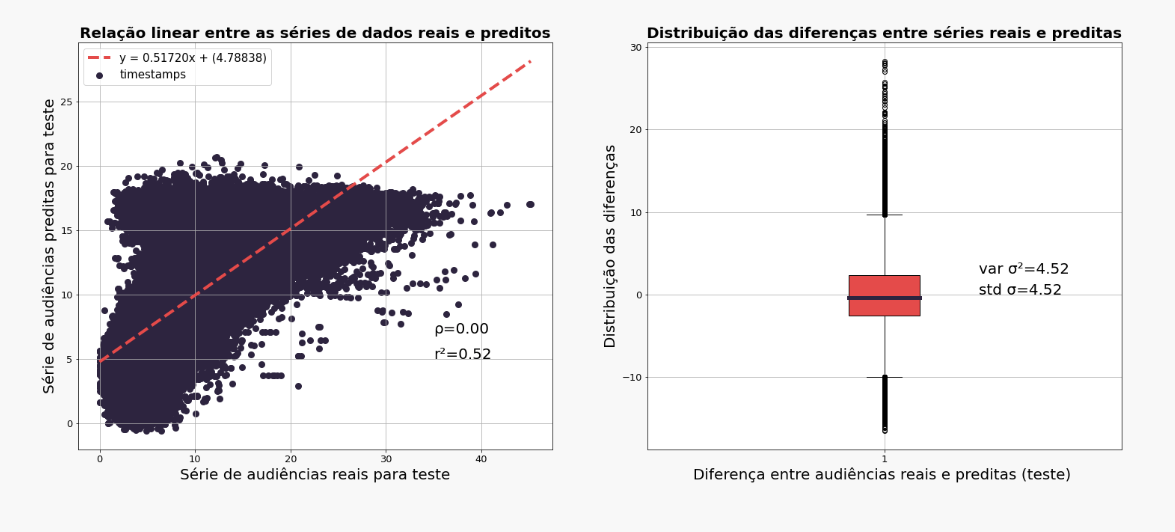 Relação linear entre as séries de dados reais e preditos
y = 0.51720x + (4.78838)
timestamps
25
20
15
10
5
0
Série de audiências preditas para teste
ρ=0.00
r²=0.52
0
10
20
30
40
Série de audiências reais para teste
Distribuição das diferenças entre séries reais e preditas
30
20
10
0
−10
Distribuição das diferenças
var σ²=4.52
std σ=4.52
1
Diferença entre audiências reais e preditas (teste)